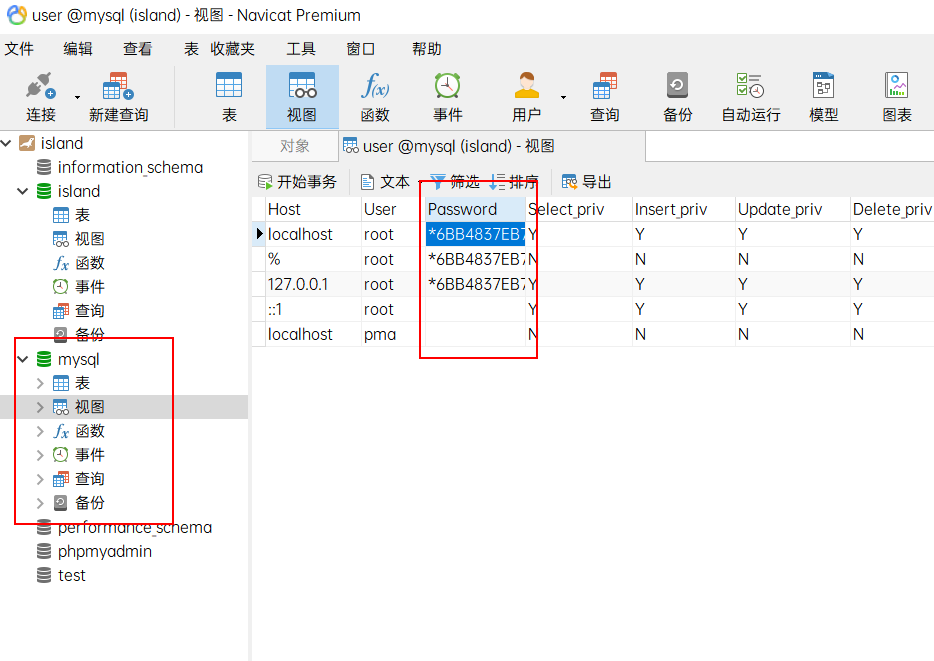 user @mysql (island) - 视图 - Navicat Premium
文件 编辑 查看 表 收藏夹 工具 窗口 帮助
连接 新建查询 表 视图 函数 事件 用户 查询 备份 自动运行 模型 图表
island
information_schema
island
表
视图
函数
事件
查询
备份
mysql
表
视图
函数
事件
查询
备份
performance_schema
phpmyadmin
test
对象 user @mysql (island) - 视图
开始事务 文本 筛选 排序 导出
Host User Password Select_priv Insert_priv Update_priv Delete_priv
localhost root *6BB4837EB7 Y Y Y Y
% root *6BB4837EB7 N N N N
127.0.0.1 root *6BB4837EB7 Y Y Y Y
::1 root Y Y Y Y
localhost pma N N N N